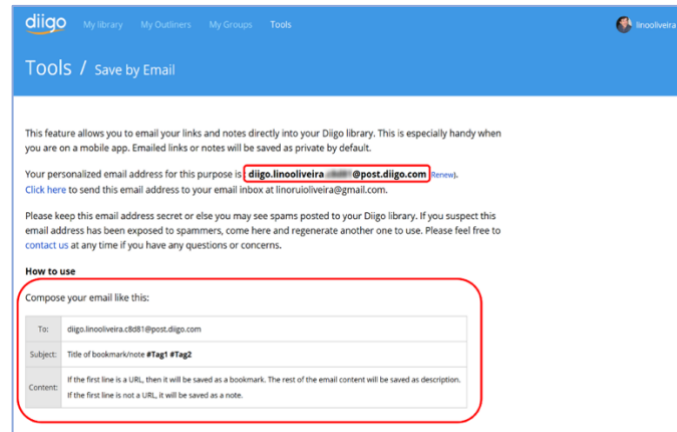 diigo My library My Outliners My Groups Tools linooliveira
Tools / Save by Email
This feature allows you to email your links and notes directly into your Diigo library. This is especially handy when
you are on a mobile app. Emailed links or notes will be saved as private by default.
Your personalized email address for this purpose is diigo.linooliveira. @post.diigo.com (Renew).
Click here to send this email address to your email inbox at linoruioliveira@gmail.com.
Please keep this email address secret or else you may see spams posted to your Diigo library. If you suspect this
email address has been exposed to spammers, come here and regenerate another one to use. Please feel free to
contact us at any time if you have any questions or concerns.
How to use
Compose your email like this:
To: diigo.linooliveira.c8d81@post.diigo.com
Subject: Title of bookmark/note #Tag1 #Tag2
If the first line is a URL, then it will be saved as a bookmark. The rest of the email content will be saved as description.
Content:
If the first line is not a URL, it will be saved as a note.